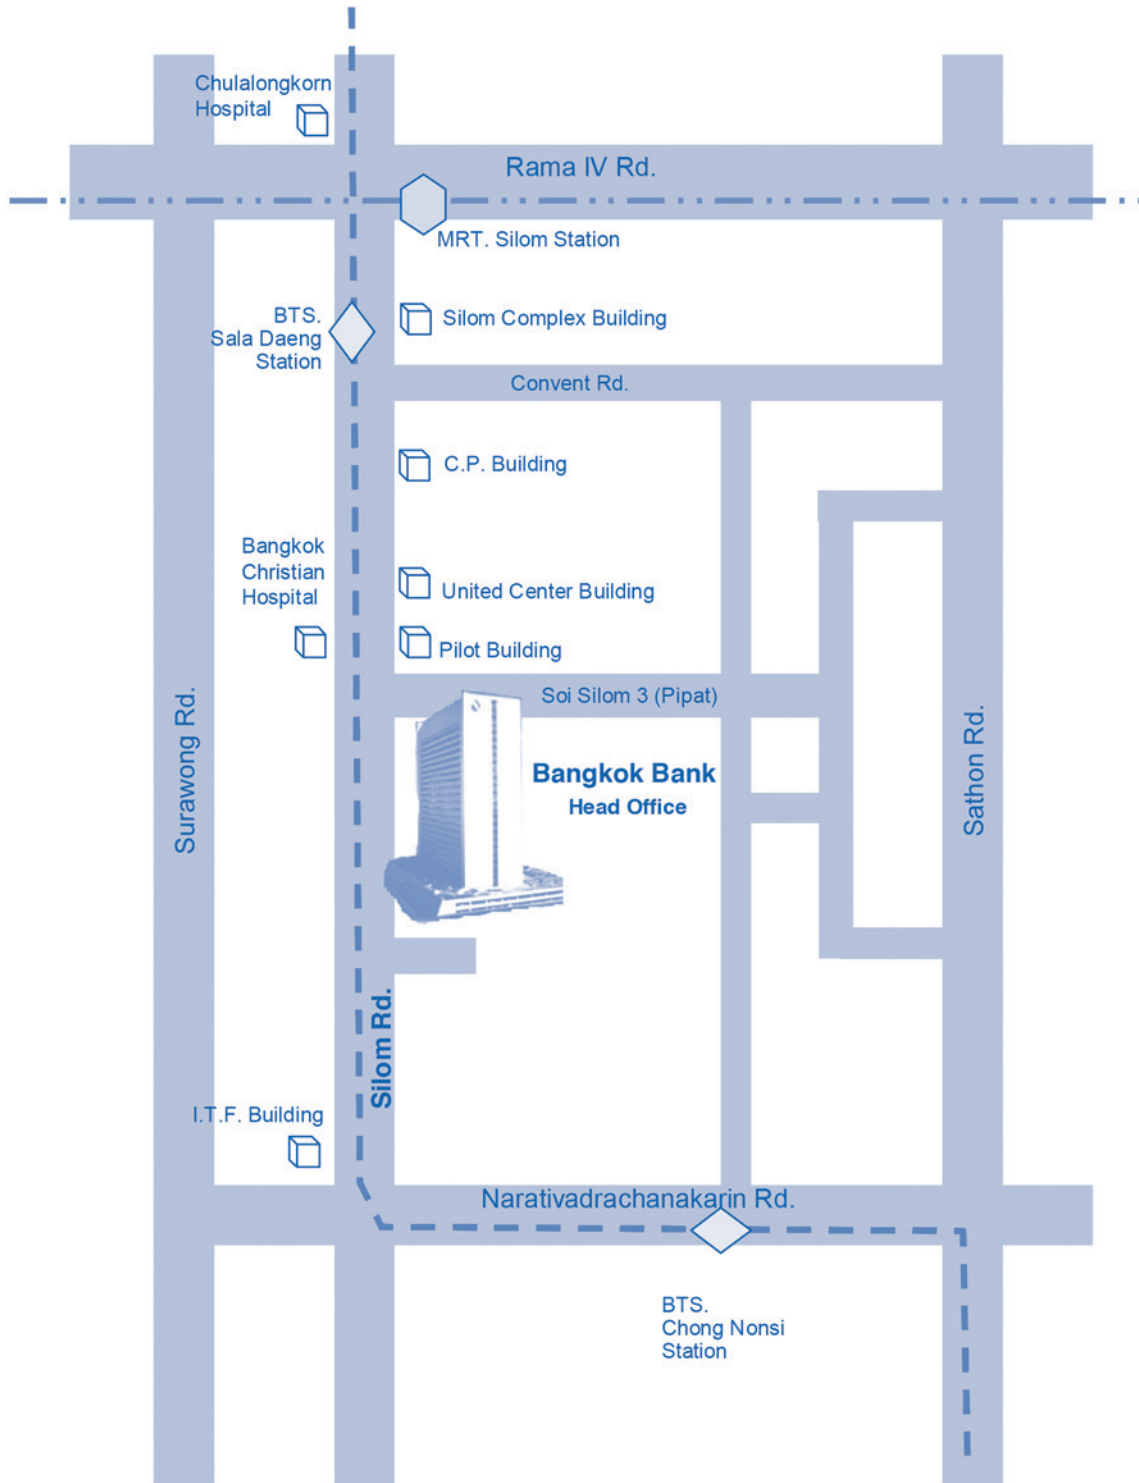 Chulalongkorn
Hospital
Rama IV Rd.
MRT. Silom Station
BTS.
Sala Daeng
Station
Silom Complex Building
Convent Rd.
C.P. Building
Bangkok
Christian
Hospital
United Center Building
Pilot Building
Soi Silom 3 (Pipat)
Surawong Rd.
Bangkok Bank
Head Office
Sathon Rd.
Silom Rd.
I.T.F. Building
Narativadrachanakarin Rd.
BTS.
Chong Nonsi
Station